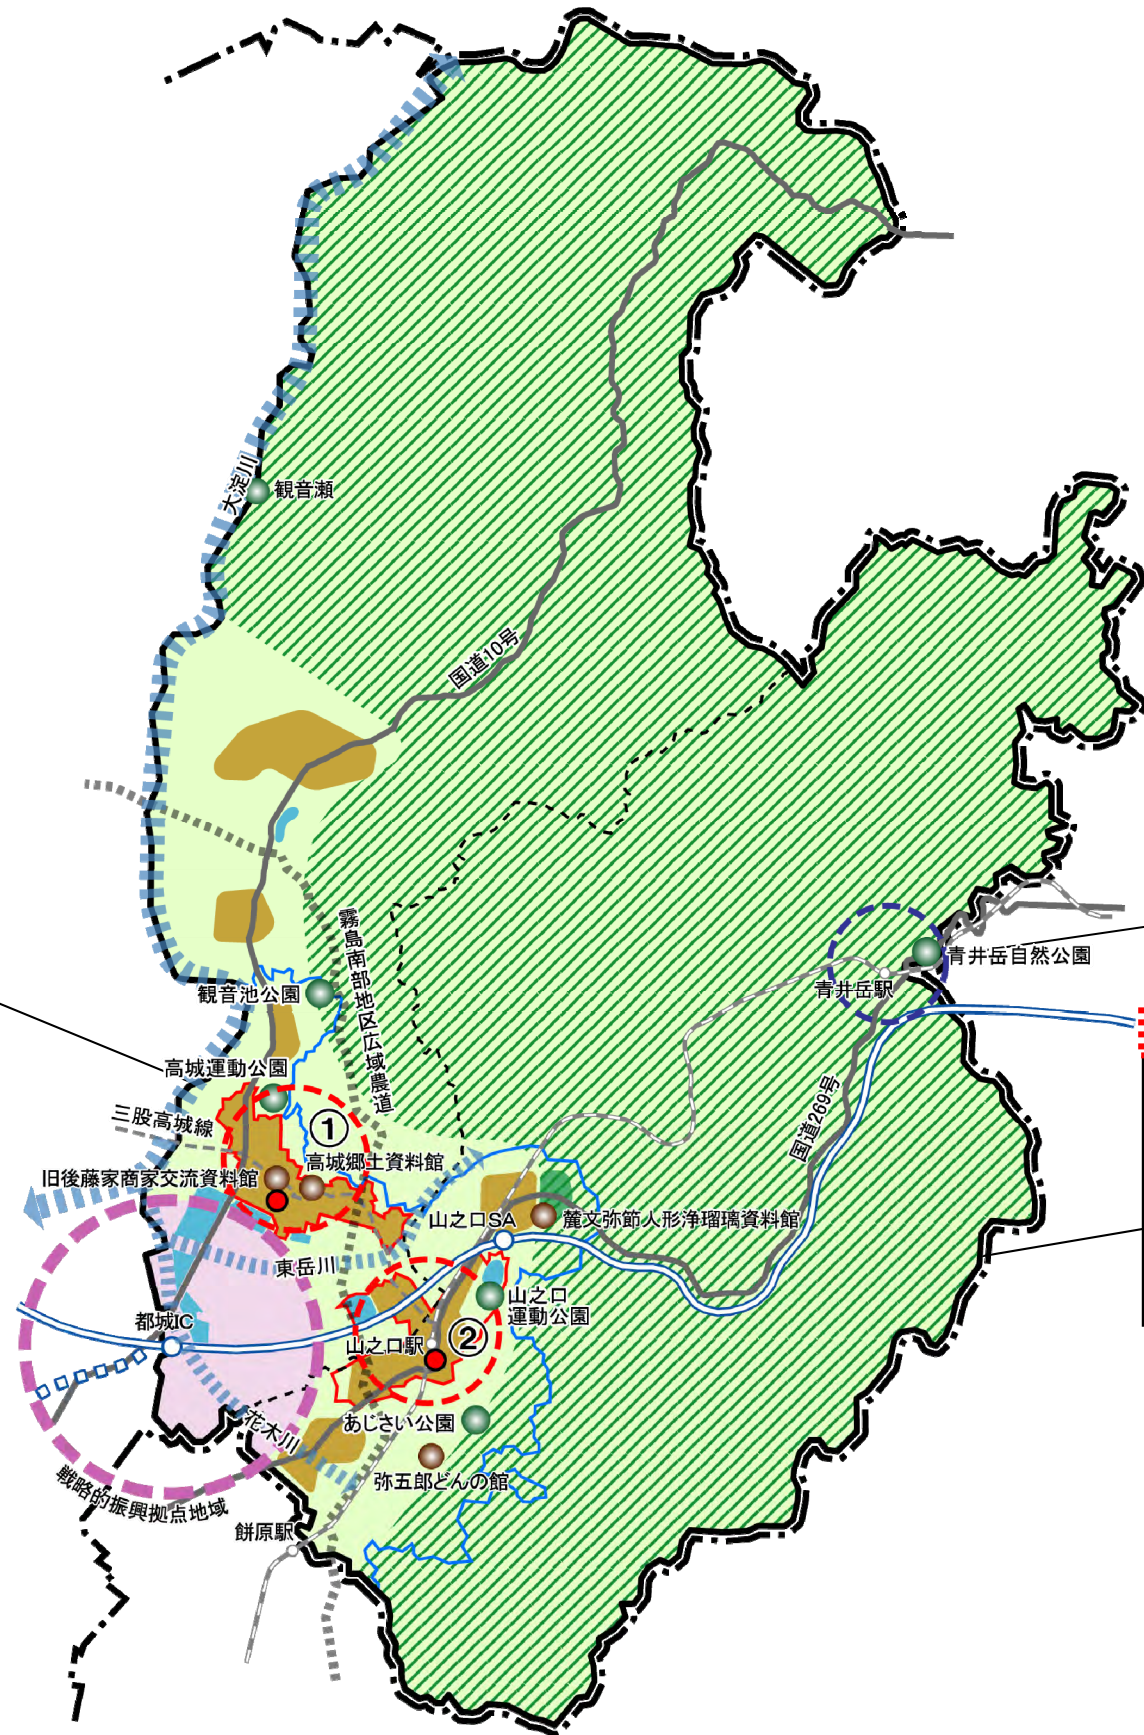 大淀川
観音瀬
国道10号
霧島南部地区広域農道
青井岳自然公園
青井岳駅
観音池公園
高城運動公園
国道269号
三股高城線
①
高城郷土資料館
旧後藤家商家交流資料館
山之口SA
麓文弥節人形浄瑠璃資料館
東岳川
山之口
運動公園
都城IC
山之口駅
②
花木川
あじさい公園
弥五郎どんの館
戦略的振興拠点地域
餅原駅